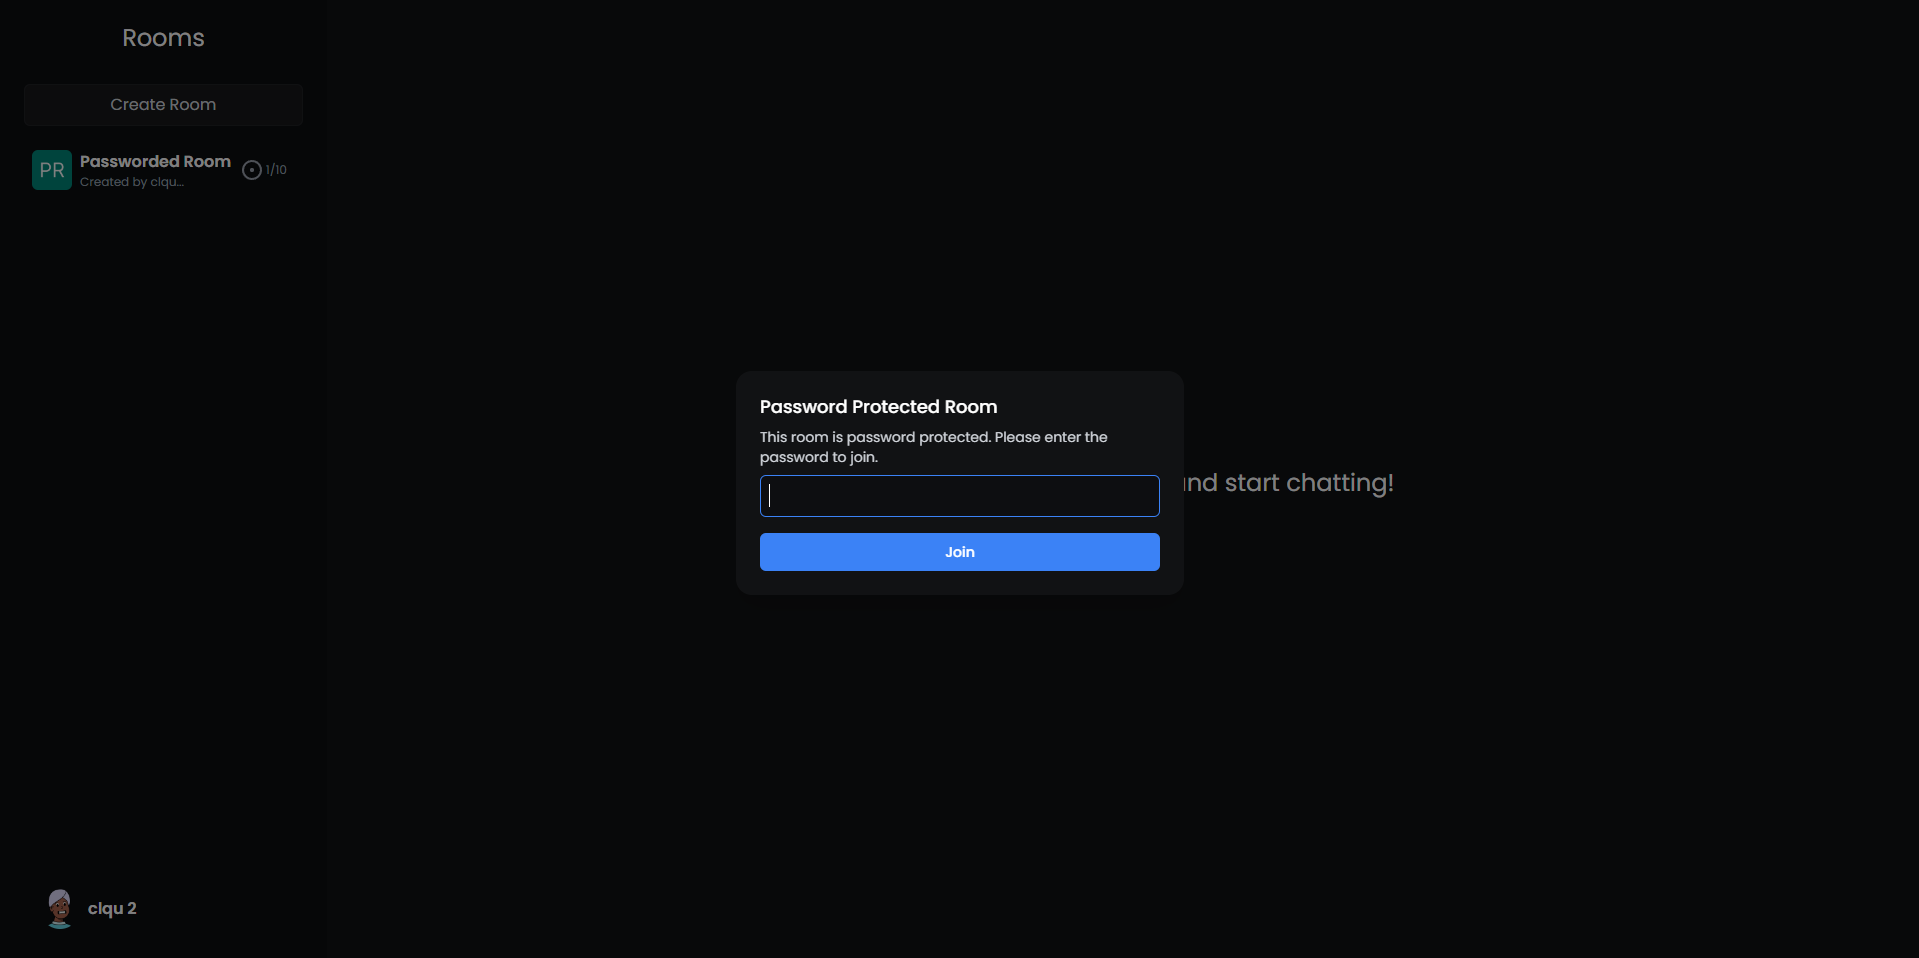 Rooms
Create Room
PR
Passworded Room
Created by clqu...
1/10
Password Protected Room
This room is password protected. Please enter the
password to join.
start chatting!
Join
clqu 2